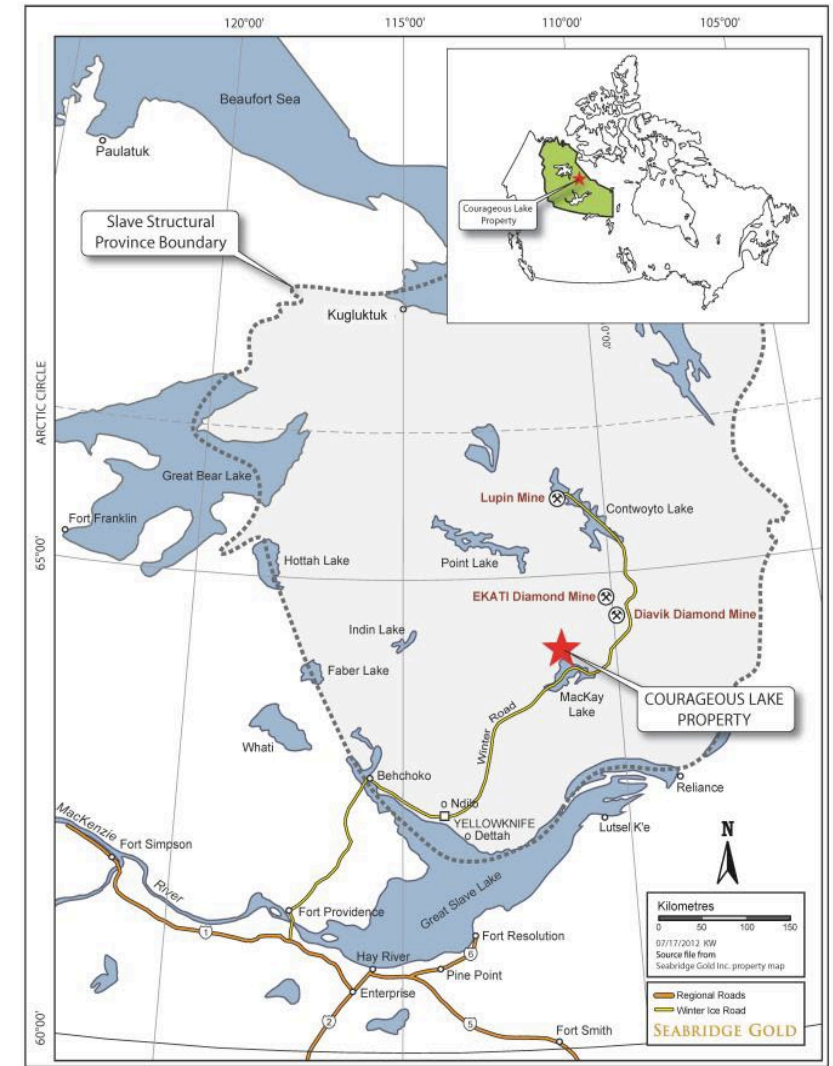 120°00'
115°00'
110°00'
105°00'
Beaufort Sea
Paulatuk
Slave Structural
Province Boundary
Courageous Lake
Property
Kugluktuk
ARCTIC CIRCLE
Great Bear Lake
Fort Franklin
65°00'
Lupin Mine
Contwoyto Lake
Hottah Lake
Point Lake
EKATI Diamond Mine
Diavik Diamond Mine
Indin Lake
Faber Lake
MacKay
Lake
COURAGEOUS LAKE
PROPERTY
Whati
Winter Road
Behchoko
Reliance
Ndilo
YELLOWKNIFE
Dettah
Lutsel K'e
MacKenzie
River
Fort Simpson
N
Great Slave Lake
Fort Providence
1
Fort Resolution
Hay River
6
Pine Point
Enterprise
2
5
Fort Smith
60°00'
Kilometres
0 50 100 150
07/17/2012 KW
Source file from
Seabridge Gold Inc. property map
Regional Roads
Winter Ice Road
SEABRIDGE GOLD